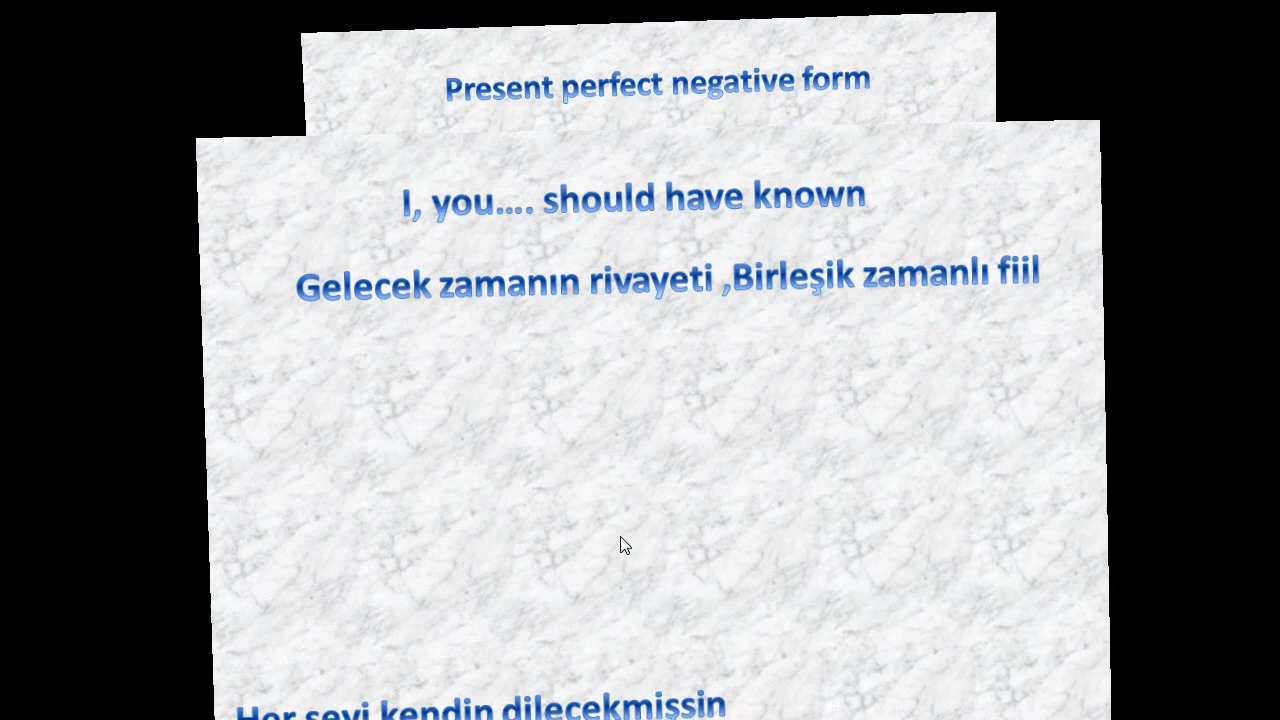 Present perfect negative form
I, you.... should have known
Gelecek zamanın rivayeti ,Birleşik zamanlı fiil
Her şeyi kendin dilecekmişsin